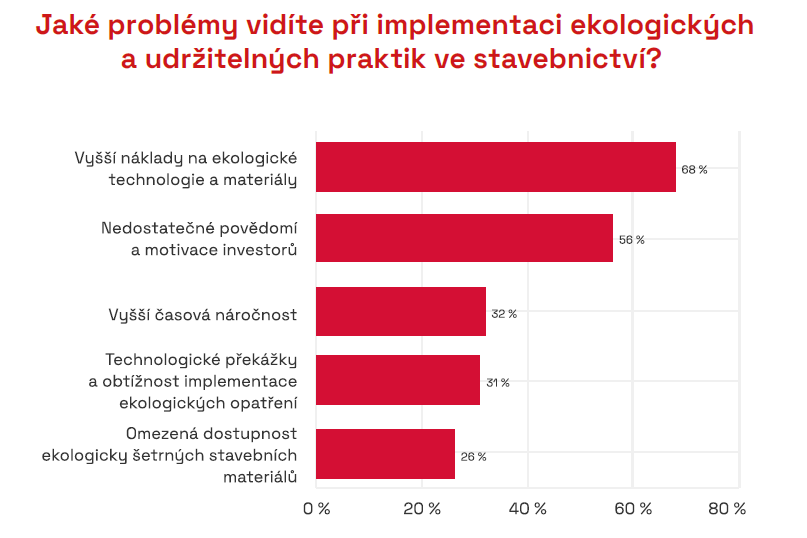 Jaké problémy vidíte při implementaci ekologických
a udržitelných praktik ve stavebnictví?
Vyšší náklady na ekologické
technologie a materiály
68 %
Nedostatečné povědomí
a motivace investorů
56 %
Vyšší časová náročnost
32 %
Technologické překážky
a obtížnost implementace
ekologických opatření
31 %
Omezená dostupnost
ekologicky šetrných stavebních
materiálů
26 %
0 % 20 % 40 % 60 % 80 %